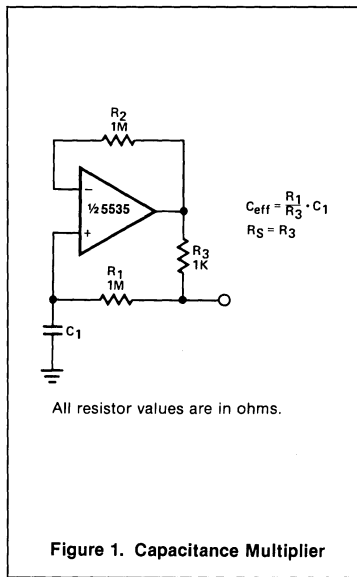 R2
1M
−
½ 5535
+
Ceff = R1/R3 · C1
RS = R3
R3
1K
R1
1M
C1
All resistor values are in ohms.
Figure 1. Capacitance Multiplier